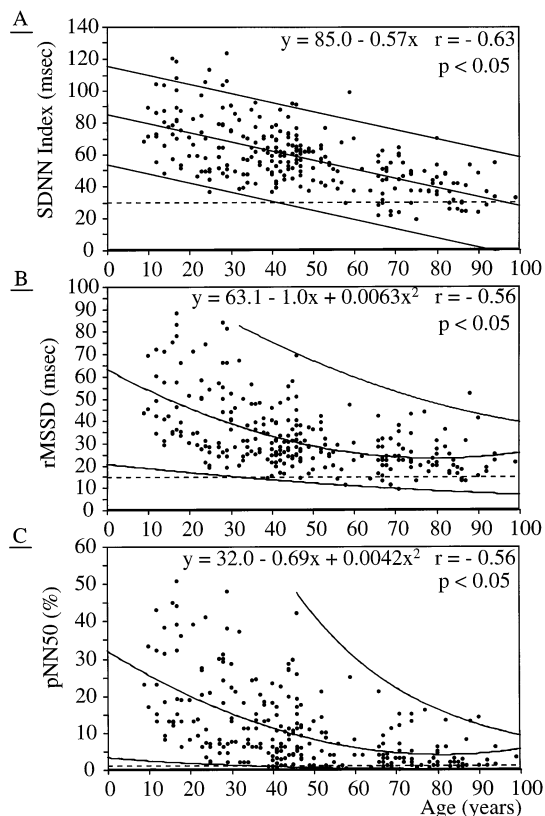 A
SDNN Index (msec)
140
120
100
80
60
40
20
0
y = 85.0 - 0.57x r = - 0.63
p < 0.05
0 10 20 30 40 50 60 70 80 90 100
B
rMSSD (msec)
100
90
80
70
60
50
40
30
20
10
0
y = 63.1 - 1.0x + 0.0063x² r = - 0.56
p < 0.05
0 10 20 30 40 50 60 70 80 90 100
C
pNN50 (%)
60
50
40
30
20
10
0
y = 32.0 - 0.69x + 0.0042x² r = - 0.56
p < 0.05
0 10 20 30 40 50 60 70 80 90 100
Age (years)